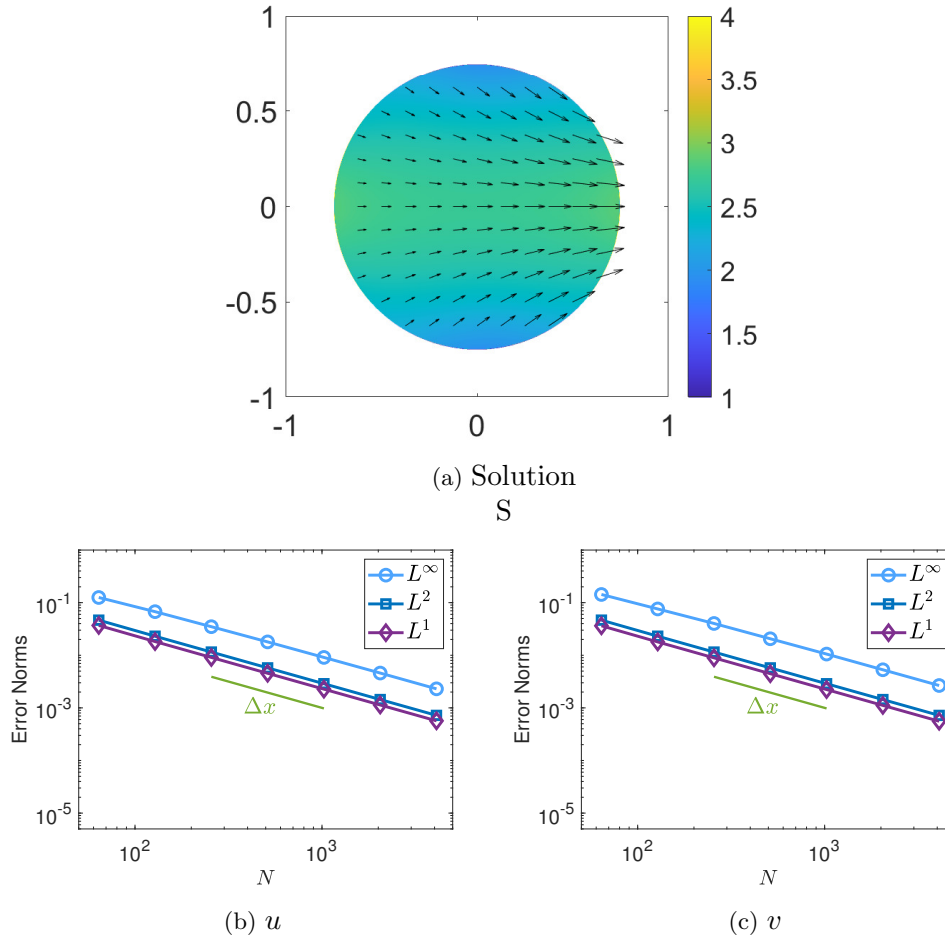 1
0.5
0
-0.5
-1
-1 0 1
4
3.5
3
2.5
2
1.5
1
(a) Solution
S
Error Norms
10^-1
10^-3
10^-5
10^2 10^3
N
L^∞
L^2
L^1
Δx
(b) u
Error Norms
10^-1
10^-3
10^-5
10^2 10^3
N
L^∞
L^2
L^1
Δx
(c) v